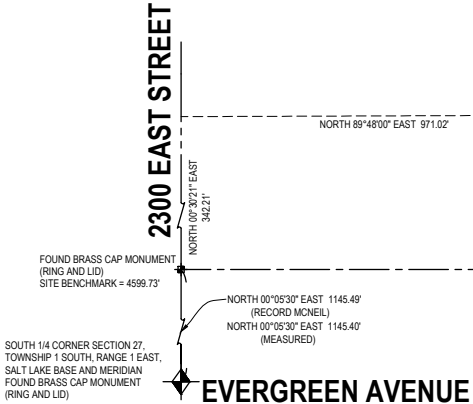 2300 EAST STREET
NORTH 89°48'00" EAST 971.02'
NORTH 00°30'21" EAST
342.21'
FOUND BRASS CAP MONUMENT
(RING AND LID)
SITE BENCHMARK = 4599.73'
NORTH 00°05'30" EAST 1145.49'
(RECORD MCNEIL)
NORTH 00°05'30" EAST 1145.40'
(MEASURED)
SOUTH 1/4 CORNER SECTION 27,
TOWNSHIP 1 SOUTH, RANGE 1 EAST,
SALT LAKE BASE AND MERIDIAN
FOUND BRASS CAP MONUMENT
(RING AND LID)
EVERGREEN AVENUE